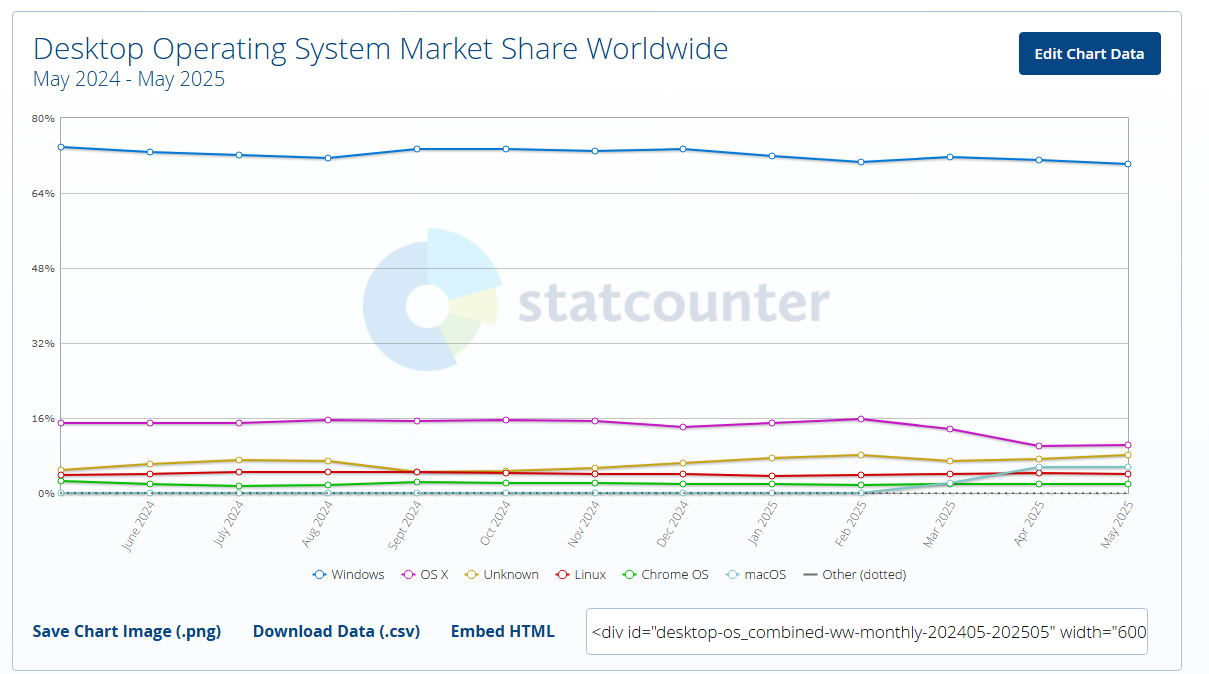 Desktop Operating System Market Share Worldwide
May 2024 - May 2025
Edit Chart Data
80%
64%
48%
32%
16%
0%
statcounter
June 2024
July 2024
Aug 2024
Sept 2024
Oct 2024
Nov 2024
Dec 2024
Jan 2025
Feb 2025
Mar 2025
Apr 2025
May 2025
Windows OS X Unknown Linux Chrome OS macOS Other (dotted)
Save Chart Image (.png) Download Data (.csv) Embed HTML <div id="desktop-os_combined-ww-monthly-202405-202505" width="600